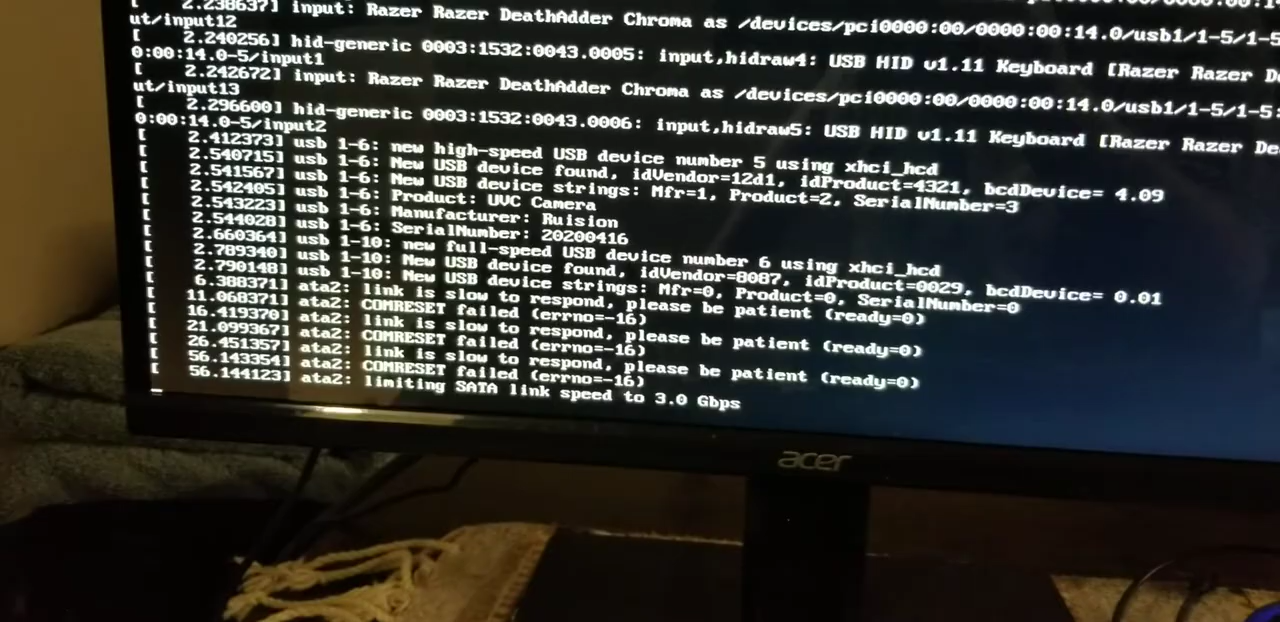 2.238637] input: Razer Razer DeathAdder Chroma as /devices/pci0000:00/0000:00:14.0/usb1/1-5/1-5
ut/input12
[ 2.240256] hid-generic 0003:1532:0043.0005: input,hidraw4: USB HID v1.11 Keyboard [Razer Razer D
0:00:14.0-5/input1
[ 2.242672] input: Razer Razer DeathAdder Chroma as /devices/pci0000:00/0000:00:14.0/usb1/1-5/1-5:
ut/input13
[ 2.296600] hid-generic 0003:1532:0043.0006: input,hidraw5: USB HID v1.11 Keyboard [Razer Razer De
0:00:14.0-5/input2
[ 2.412373] usb 1-6: new high-speed USB device number 5 using xhci_hcd
[ 2.540715] usb 1-6: New USB device found, idVendor=12d1, idProduct=4321, bcdDevice= 4.09
[ 2.541567] usb 1-6: New USB device strings: Mfr=1, Product=2, SerialNumber=3
[ 2.542405] usb 1-6: Product: UVC Camera
[ 2.543223] usb 1-6: Manufacturer: Ruision
[ 2.544028] usb 1-6: SerialNumber: 20200416
[ 2.660364] usb 1-10: new full-speed USB device number 6 using xhci_hcd
[ 2.789340] usb 1-10: New USB device found, idVendor=8087, idProduct=0029, bcdDevice= 0.01
[ 2.790148] usb 1-10: New USB device strings: Mfr=0, Product=0, SerialNumber=0
[ 6.388371] ata2: link is slow to respond, please be patient (ready=0)
[ 11.068371] ata2: COMRESET failed (errno=-16)
[ 16.419370] ata2: link is slow to respond, please be patient (ready=0)
[ 21.099367] ata2: COMRESET failed (errno=-16)
[ 26.451357] ata2: link is slow to respond, please be patient (ready=0)
[ 56.143354] ata2: COMRESET failed (errno=-16)
[ 56.144123] ata2: limiting SATA link speed to 3.0 Gbps
acer